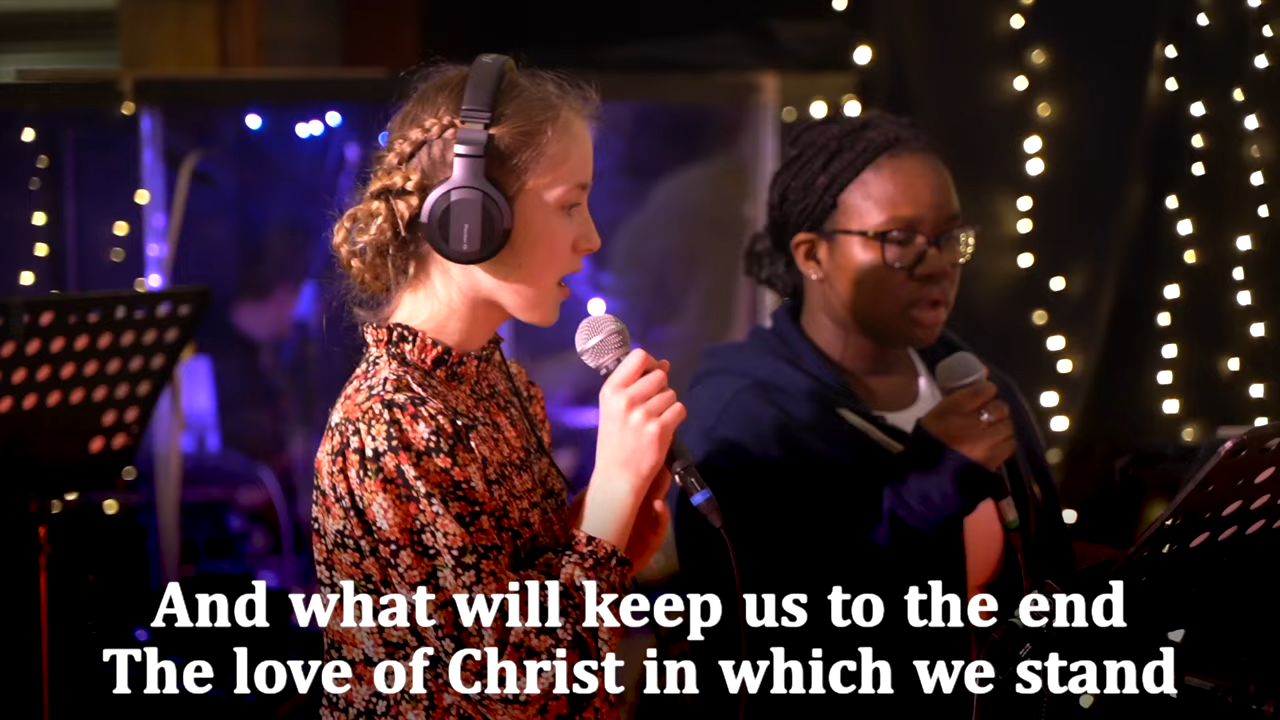 And what will keep us to the end
The love of Christ in which we stand